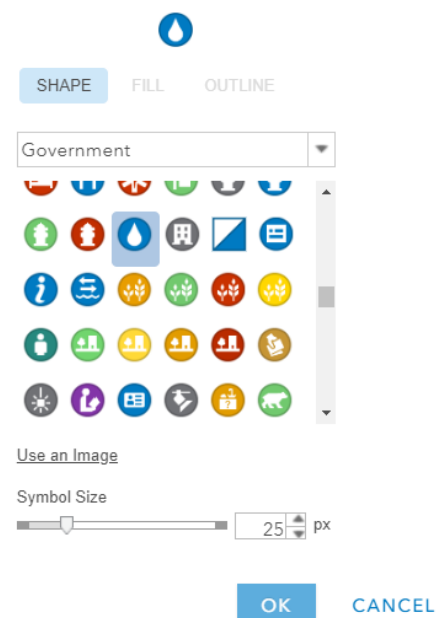 SHAPE FILL OUTLINE
Government
Use an Image
Symbol Size
25 px
OK CANCEL